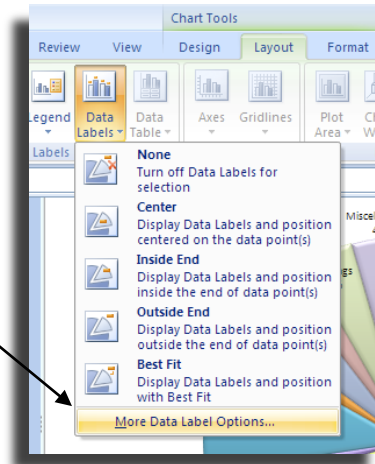 Chart Tools
Review View Design Layout Format
Legend Data Labels Data Table Axes Gridlines Plot Area
Labels
None
Turn off Data Labels for
selection
Center
Display Data Labels and position
centered on the data point(s)
Inside End
Display Data Labels and position
inside the end of data point(s)
Outside End
Display Data Labels and position
outside the end of data point(s)
Best Fit
Display Data Labels and position
with Best Fit
More Data Label Options...